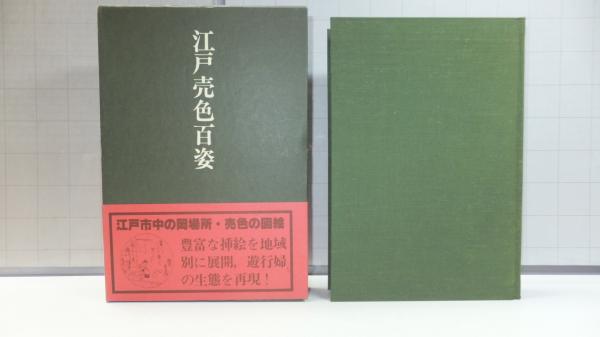 江戸売色百姿
江戸市中の岡場所・売色の図絵
豊富な挿絵を地域
別に展開，遊行婦
の生態を再現！